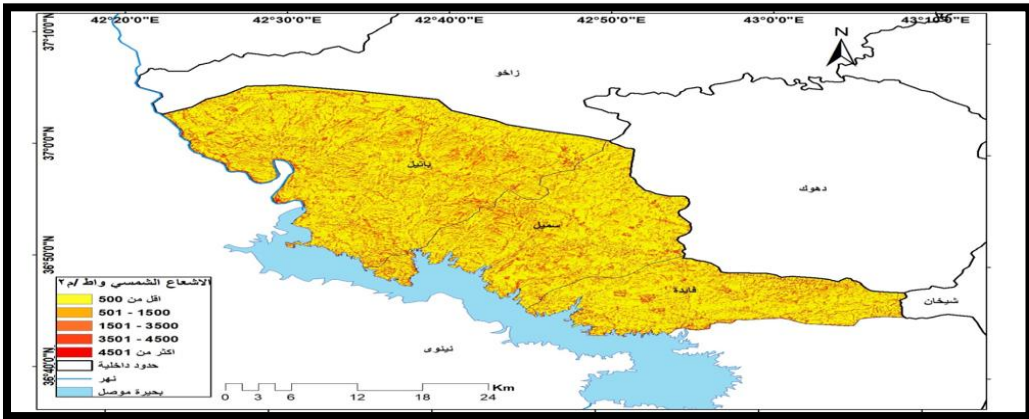 42°20'0"E 42°30'0"E 42°40'0"E 42°50'0"E 43°0'0"E 43°10'0"E
37°10'0"N
N
زاخو
37°0'0"N
باتيل
دهوك
سميل
36°50'0"N
فايدة
شيخان
نينوى
36°40'0"N
الاشعاع الشمسي واط /م٢
اقل من 500
501 - 1500
1501 - 3500
3501 - 4500
اكثر من 4501
حدود داخلية
نهر
بحيرة موصل
0 3 6 12 18 24 Km